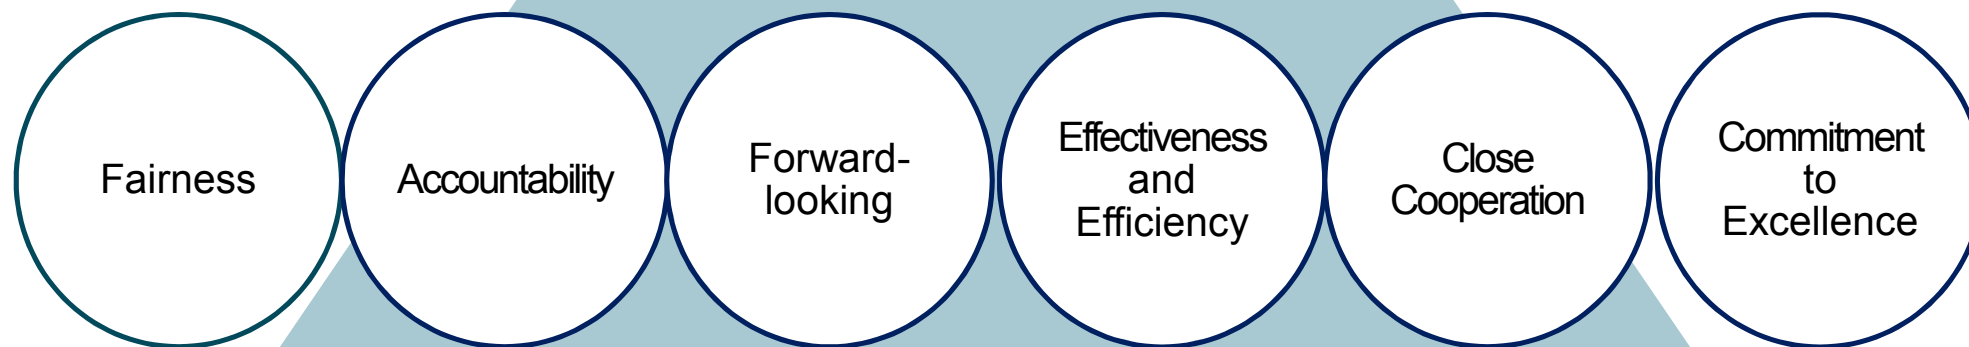 Fairness
Accountability
Forward-
looking
Effectiveness
and
Efficiency
Close
Cooperation
Commitment
to
Excellence